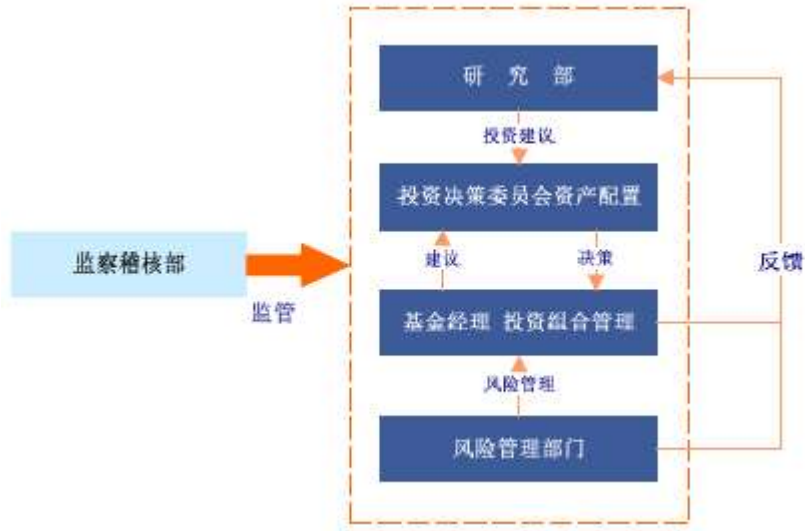 研 究 部
投资建议
投资决策委员会资产配置
监察稽核部
监管
建议
决策
反馈
基金经理 投资组合管理
风险管理
风险管理部门